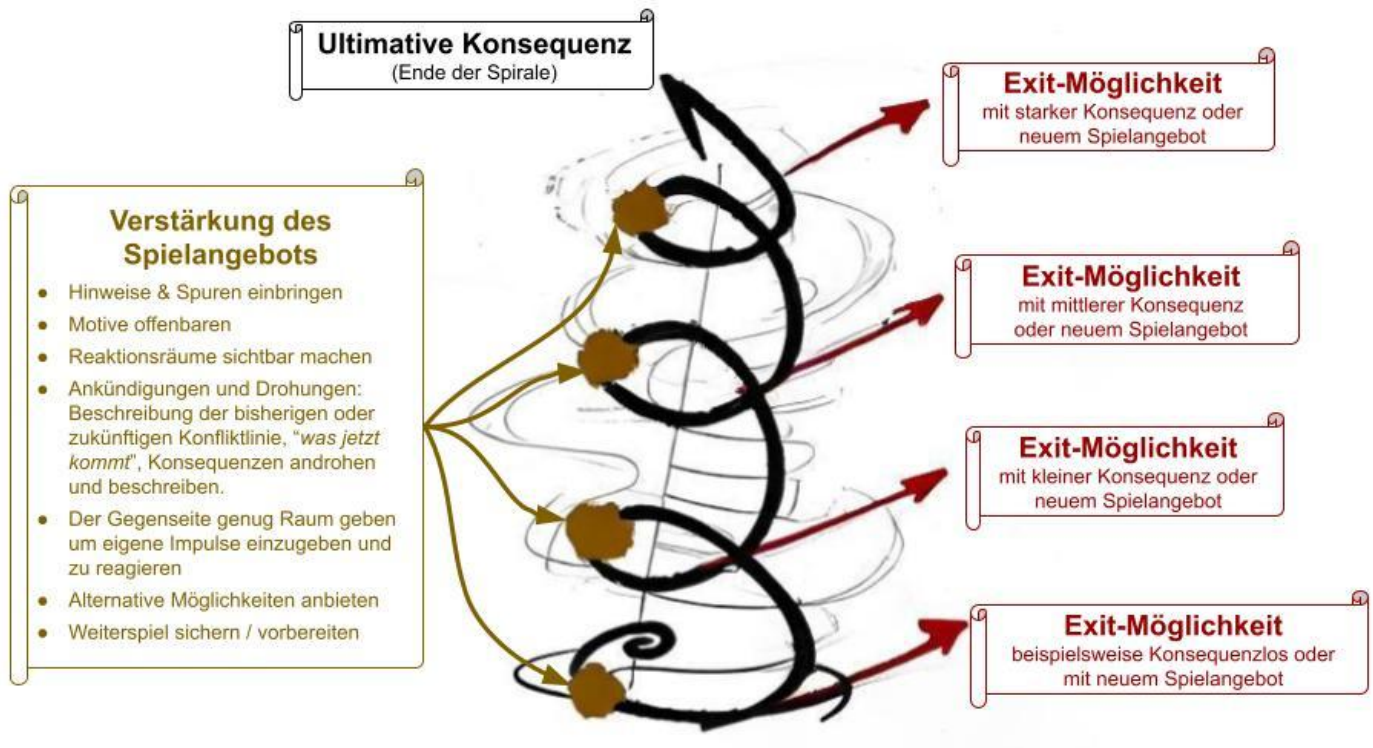 Ultimative Konsequenz
(Ende der Spirale)
Verstärkung des
Spielangebots
● Hinweise & Spuren einbringen
● Motive offenbaren
● Reaktionsräume sichtbar machen
● Ankündigungen und Drohungen:
Beschreibung der bisherigen oder
zukünftigen Konfliktlinie, “was jetzt
kommt”, Konsequenzen androhen
und beschreiben.
● Der Gegenseite genug Raum geben
um eigene Impulse einzugeben und
zu reagieren
● Alternative Möglichkeiten anbieten
● Weiterspiel sichern / vorbereiten
Exit-Möglichkeit
mit starker Konsequenz oder
neuem Spielangebot
Exit-Möglichkeit
mit mittlerer Konsequenz
oder neuem Spielangebot
Exit-Möglichkeit
mit kleiner Konsequenz oder
neuem Spielangebot
Exit-Möglichkeit
beispielsweise Konsequenzlos oder
mit neuem Spielangebot